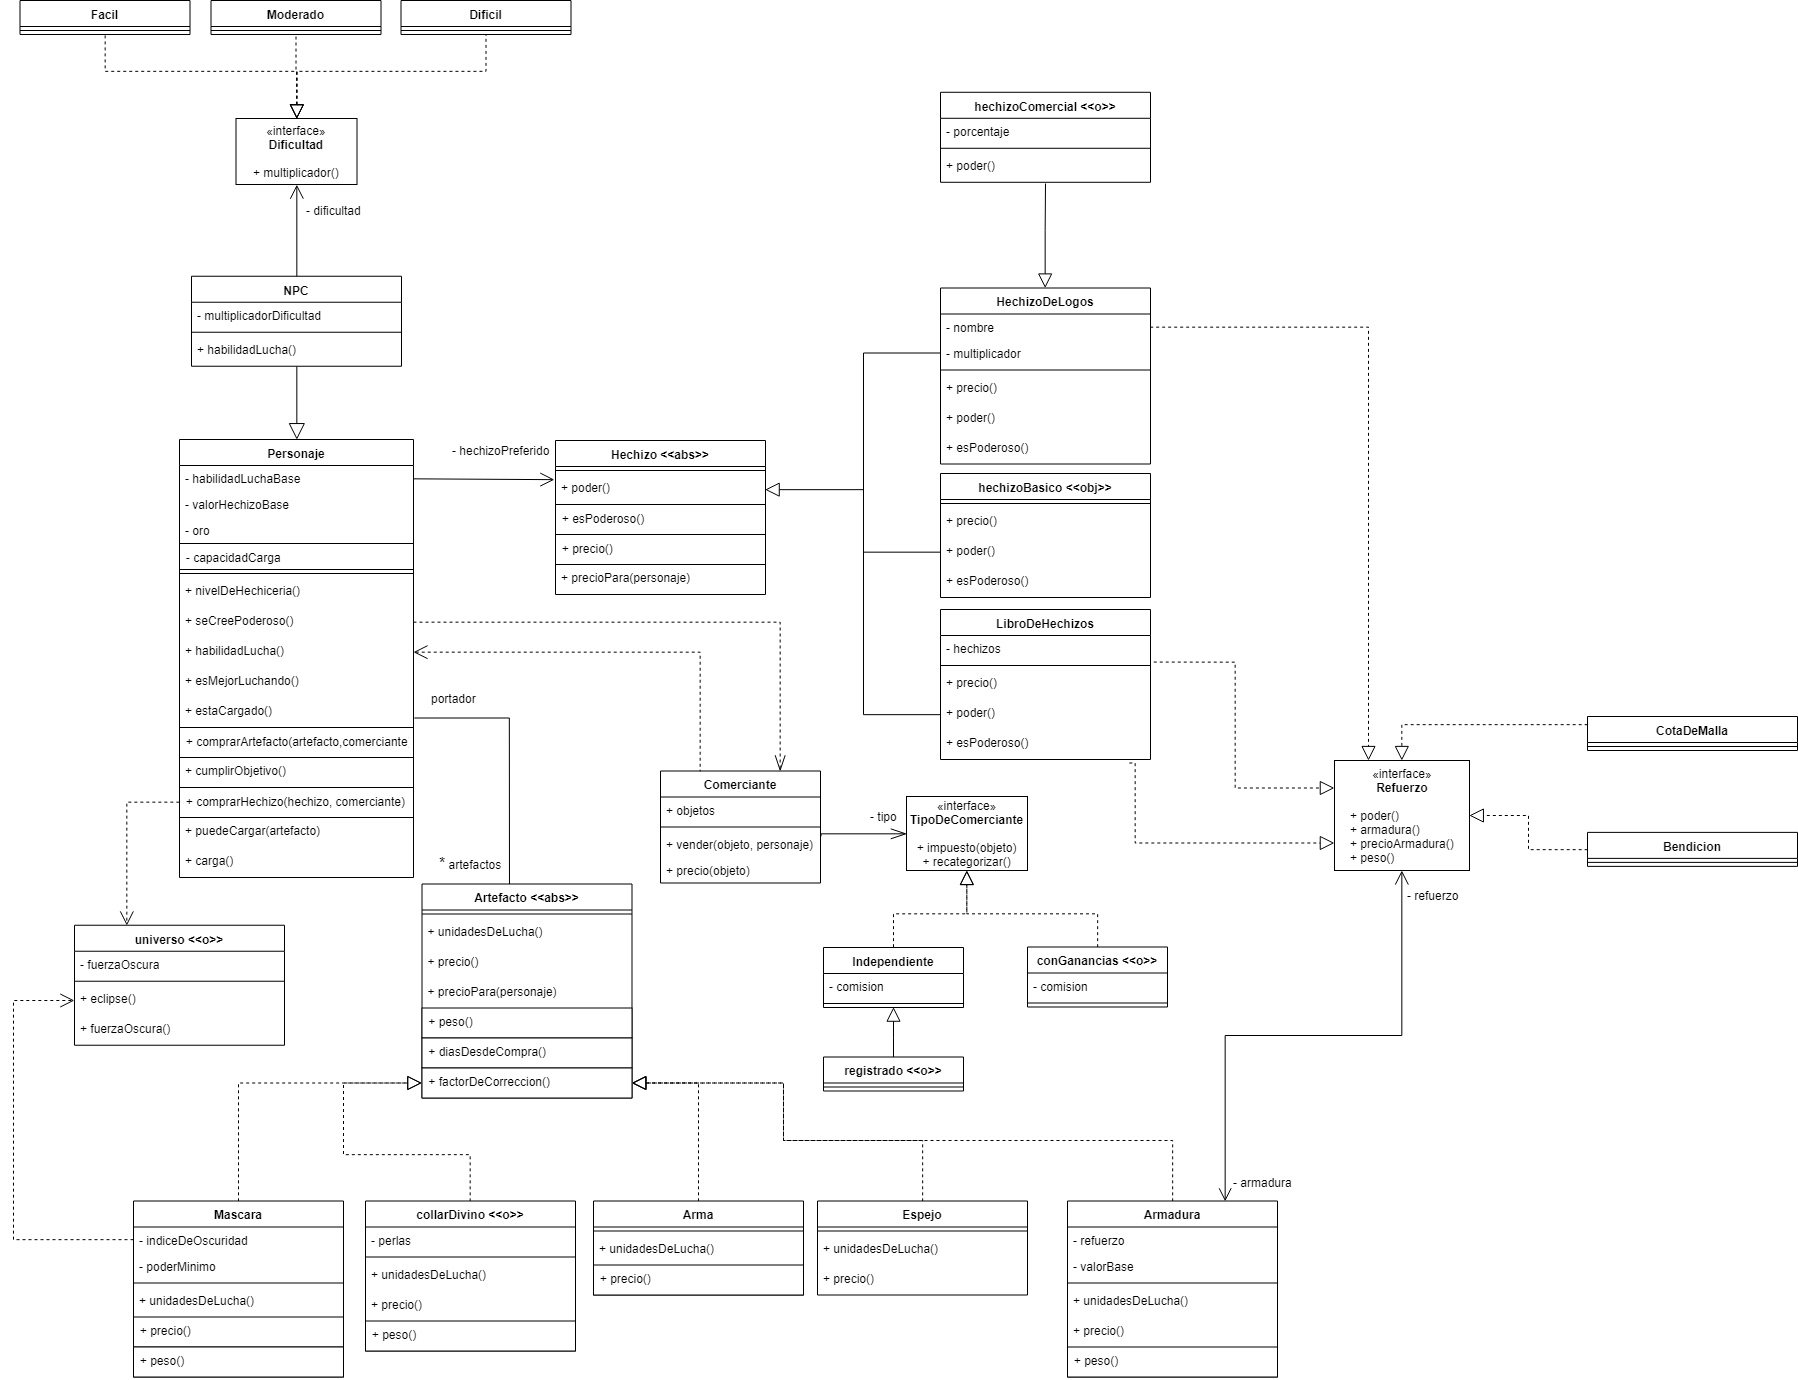 Facil
Moderado
Dificil
«interface»
Dificultad
+ multiplicador()
- dificultad
NPC
- multiplicadorDificultad
+ habilidadLucha()
Personaje
- habilidadLuchaBase
- valorHechizoBase
- oro
- capacidadCarga
+ nivelDeHechiceria()
+ seCreePoderoso()
+ habilidadLucha()
+ esMejorLuchando()
+ estaCargado()
+ comprarArtefacto(artefacto,comerciante
+ cumplirObjetivo()
+ comprarHechizo(hechizo, comerciante)
+ puedeCargar(artefacto)
+ carga()
- hechizoPreferido
Hechizo <<abs>>
+ poder()
+ esPoderoso()
+ precio()
+ precioPara(personaje)
hechizoComercial <<o>>
- porcentaje
+ poder()
HechizoDeLogos
- nombre
- multiplicador
+ precio()
+ poder()
+ esPoderoso()
hechizoBasico <<obj>>
+ precio()
+ poder()
+ esPoderoso()
LibroDeHechizos
- hechizos
+ precio()
+ poder()
+ esPoderoso()
portador
* artefactos
Comerciante
+ objetos
+ vender(objeto, personaje)
+ precio(objeto)
- tipo
«interface»
TipoDeComerciante
+ impuesto(objeto)
+ recategorizar()
Independiente
- comision
conGanancias <<o>>
- comision
registrado <<o>>
CotaDeMalla
«interface»
Refuerzo
+ poder()
+ armadura()
+ precioArmadura()
+ peso()
Bendicion
- refuerzo
- armadura
universo <<o>>
- fuerzaOscura
+ eclipse()
+ fuerzaOscura()
Artefacto <<abs>>
+ unidadesDeLucha()
+ precio()
+ precioPara(personaje)
+ peso()
+ diasDesdeCompra()
+ factorDeCorreccion()
Mascara
- indiceDeOscuridad
- poderMinimo
+ unidadesDeLucha()
+ precio()
+ peso()
collarDivino <<o>>
- perlas
+ unidadesDeLucha()
+ precio()
+ peso()
Arma
+ unidadesDeLucha()
+ precio()
Espejo
+ unidadesDeLucha()
+ precio()
Armadura
- refuerzo
- valorBase
+ unidadesDeLucha()
+ precio()
+ peso()